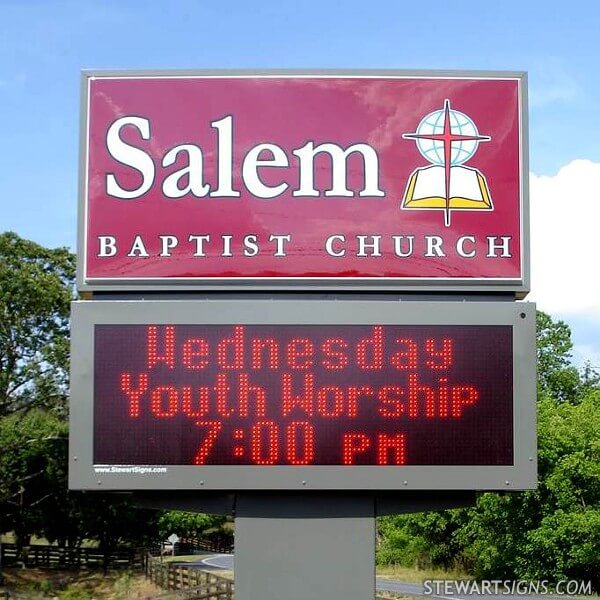 Salem
BAPTIST CHURCH
Wednesday
Youth Worship
7:00 PM
www.StewartSigns.com
STEWARTSIGNS.COM